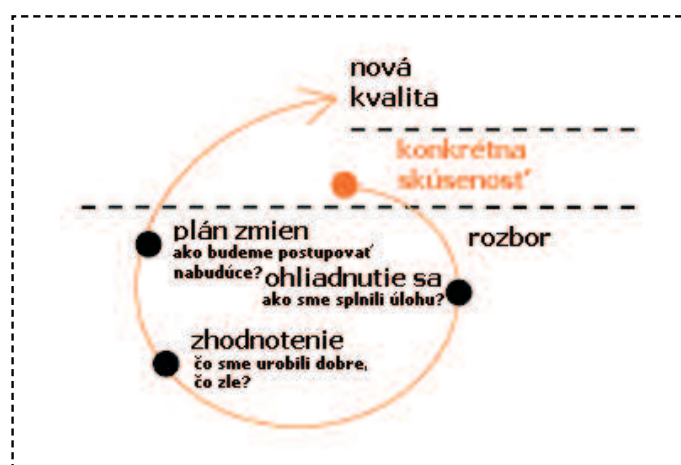 nová
kvalita
konkrétna
skúsenosť
rozbor
plán zmien
ako budeme postupovať
nabudúce?
ohliadnutie sa
ako sme splnili úlohu?
zhodnotenie
čo sme urobili dobre,
čo zle?